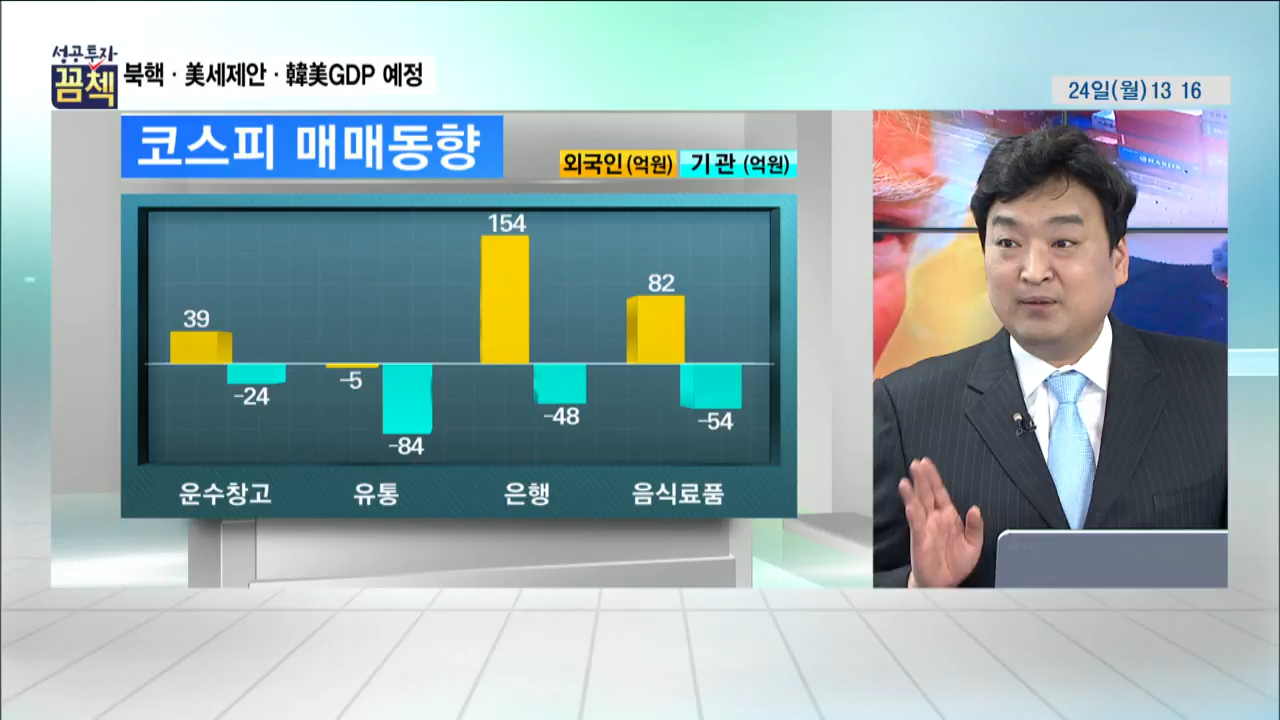 성공투자
꼼첵
북핵·美세제안·韓美GDP 예정
24일(월)13 16
코스피 매매동향
외국인(억원) 기관 (억원)
154
82
39
-5
-24
-48
-54
-84
운수창고 유통 은행 음식료품